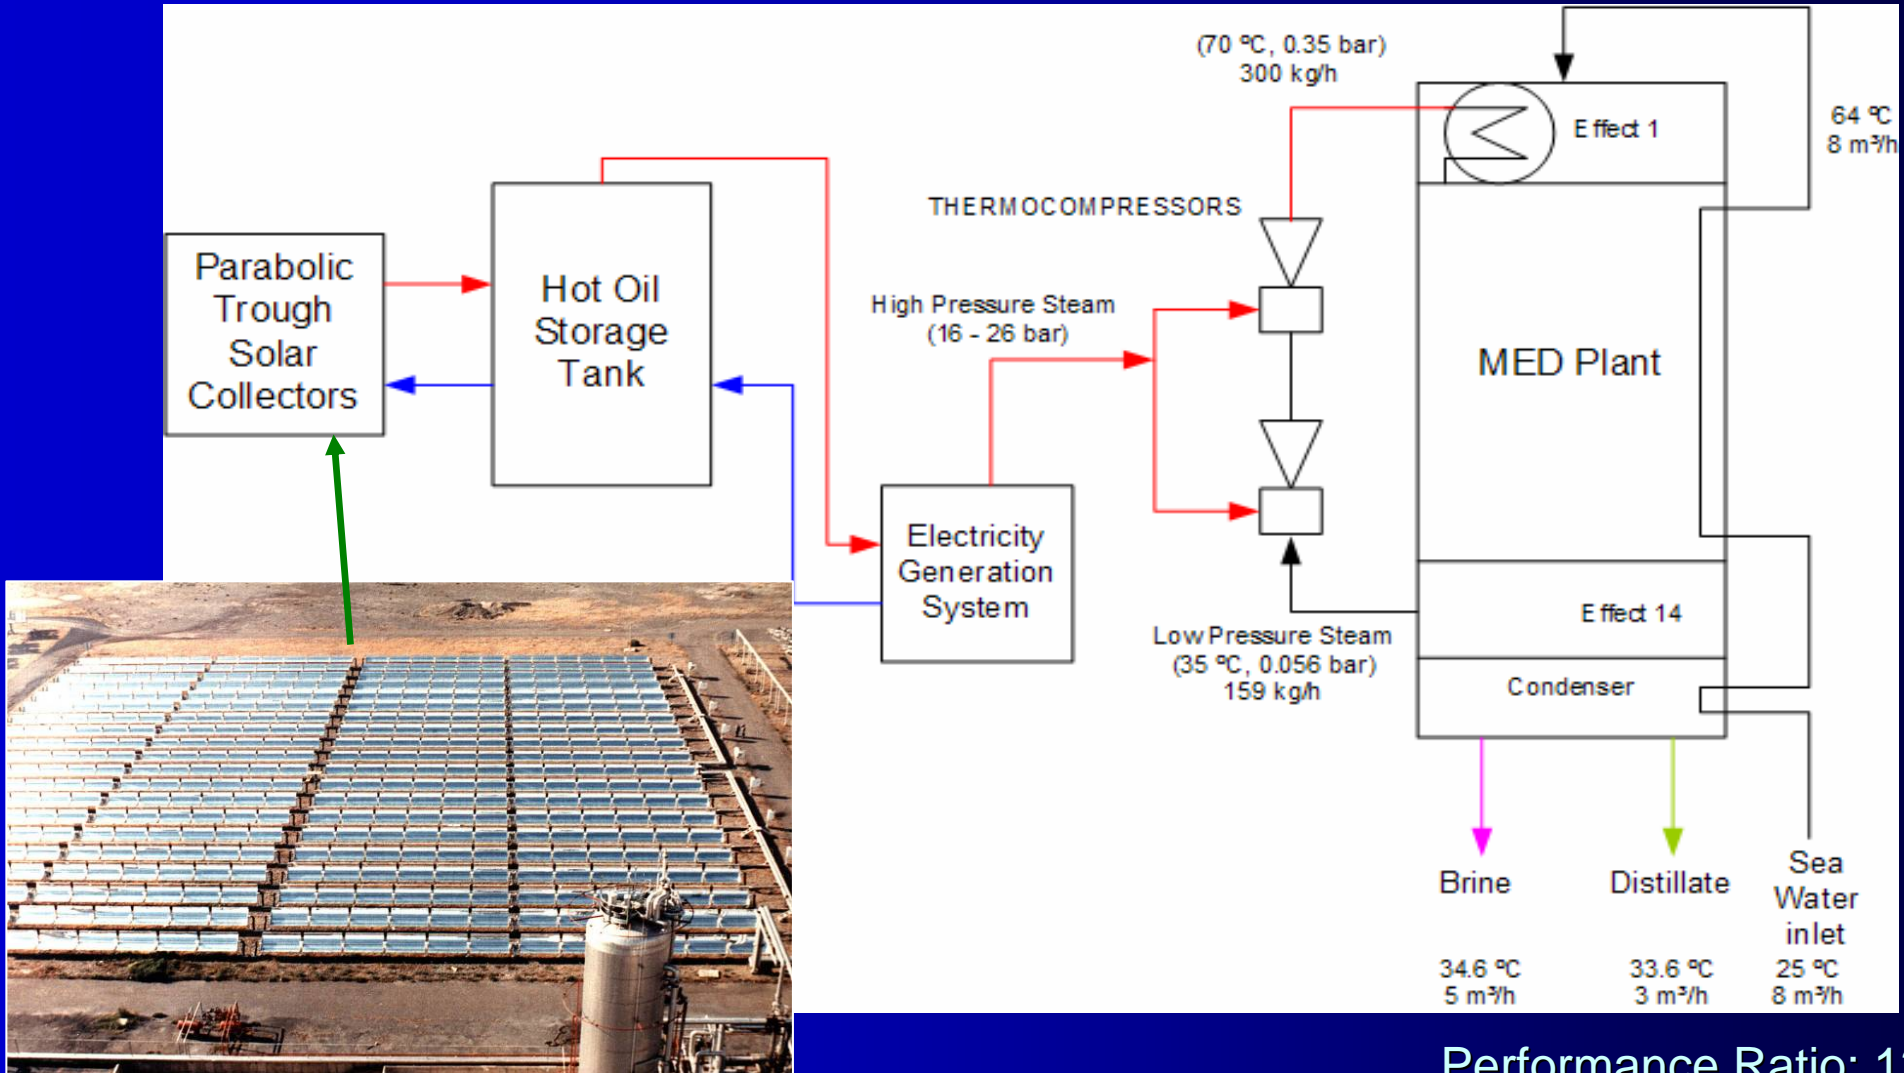 (70 ºC, 0.35 bar)
300 kg/h
Effect 1
64 ºC
8 m³/h
THERMOCOMPRESSORS
Parabolic
Trough
Solar
Collectors
Hot Oil
Storage
Tank
High Pressure Steam
(16 - 26 bar)
MED Plant
Electricity
Generation
System
Effect 14
Low Pressure Steam
(35 ºC, 0.056 bar)
159 kg/h
Condenser
Brine
34.6 ºC
5 m³/h
Distillate
33.6 ºC
3 m³/h
Sea
Water
inlet
25 ºC
8 m³/h
Performance Ratio: